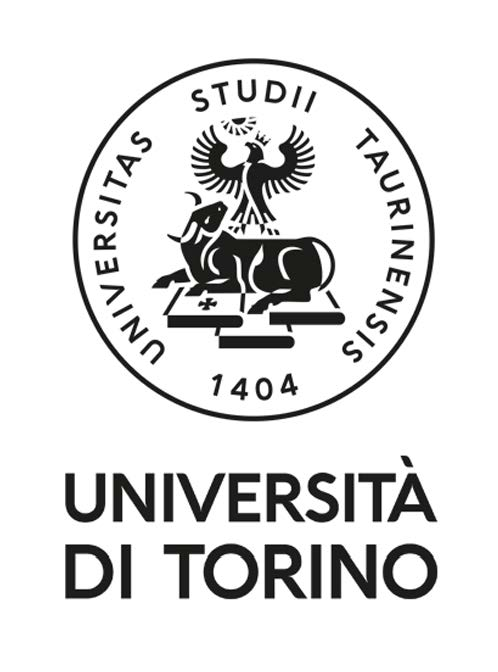 UNIVERSITAS STUDII TAURINENSIS
1404
UNIVERSITÀ
DI TORINO